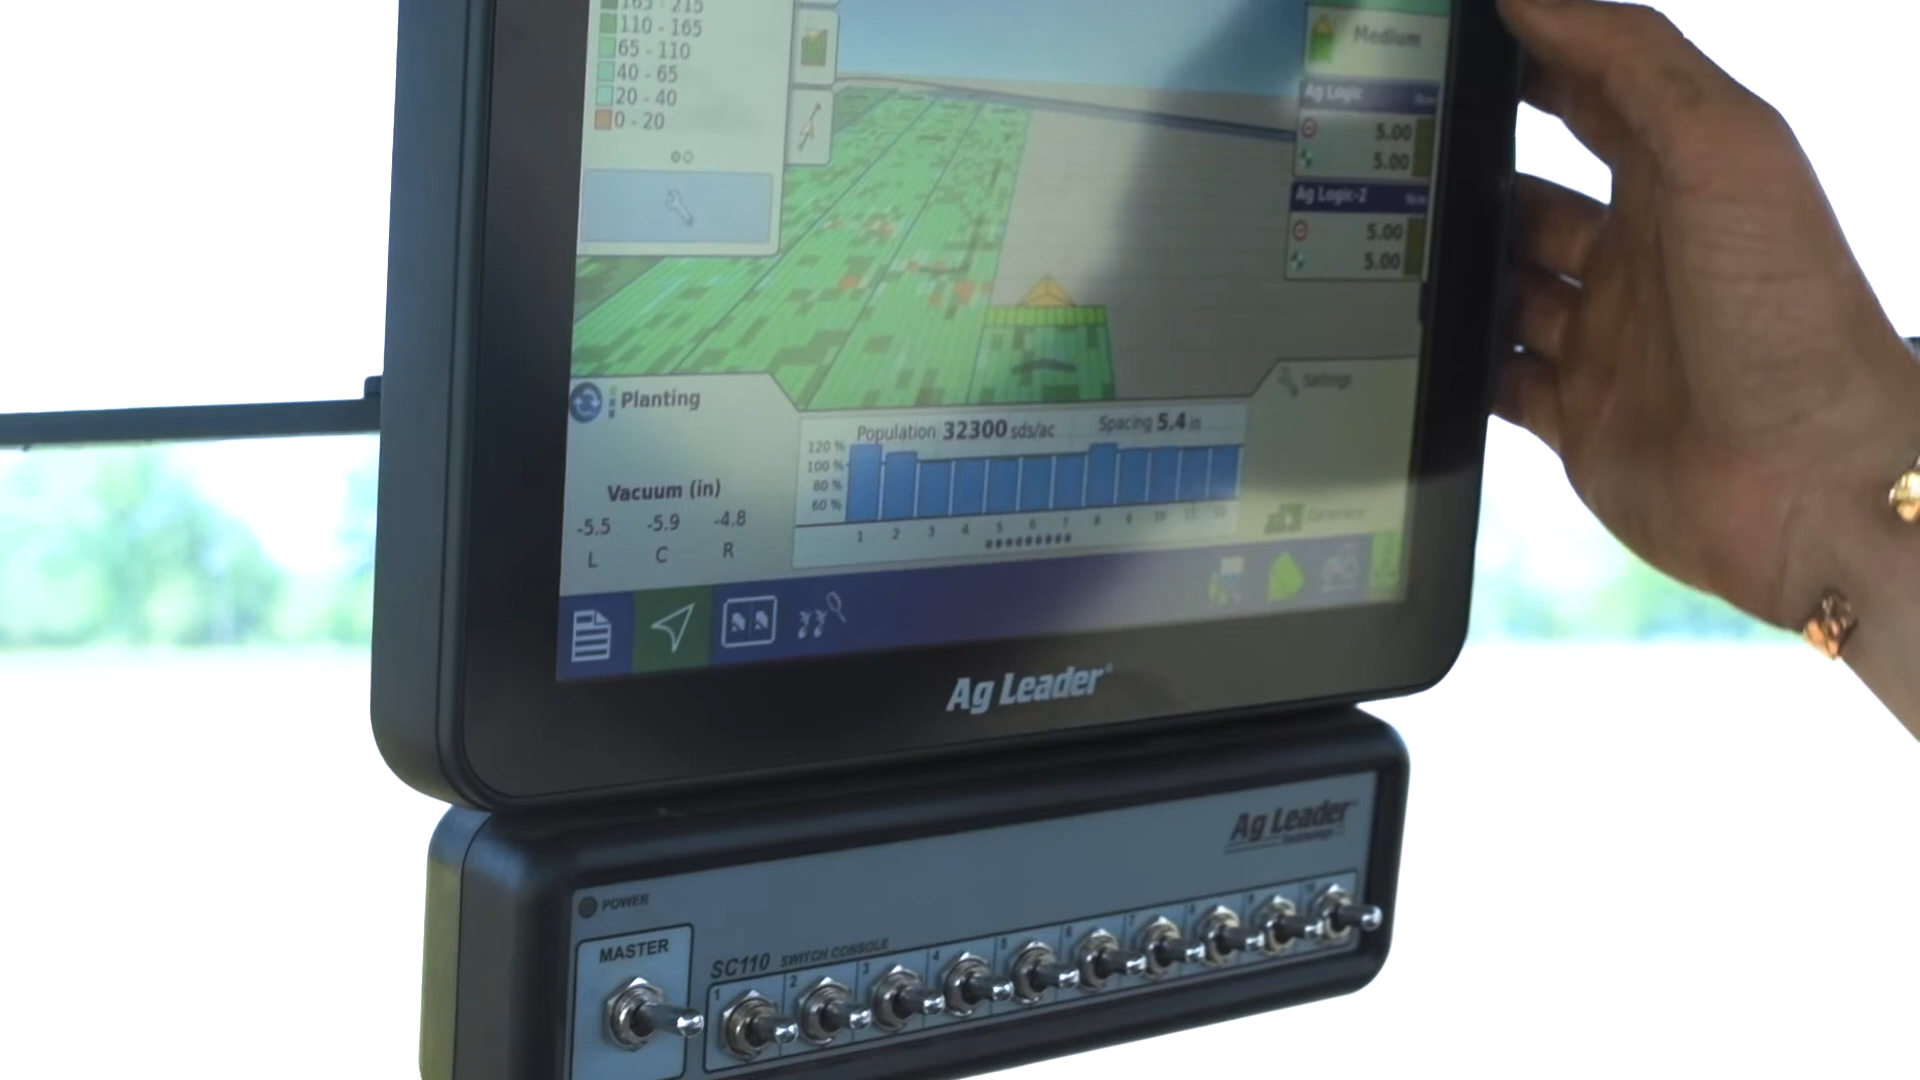 165 - 215
110 - 165
65 - 110
40 - 65
20 - 40
0 - 20
Medium
Ag Logic
5.00
5.00
Ag Logic-2
5.00
5.00
Planting
Settings
Population 32300 sds/ac Spacing 5.4 in
120 %
100 %
80 %
60 %
1 2 3 4 5 6 7 8 9 10 11 12
Vacuum (in)
-5.5 -5.9 -4.8
L C R
Ag Leader
Ag Leader
Technology
POWER
MASTER
SC110 SWITCH CONSOLE
1 2 3 4 5 6 7 8 9 10